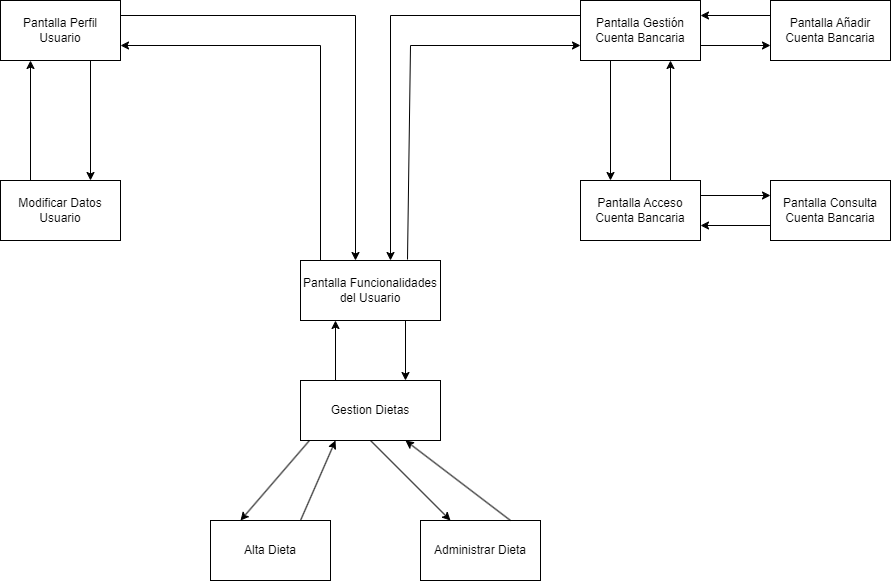 Pantalla Perfil
Usuario
Pantalla Gestión
Cuenta Bancaria
Pantalla Añadir
Cuenta Bancaria
Modificar Datos
Usuario
Pantalla Acceso
Cuenta Bancaria
Pantalla Consulta
Cuenta Bancaria
Pantalla Funcionalidades
del Usuario
Gestion Dietas
Alta Dieta
Administrar Dieta